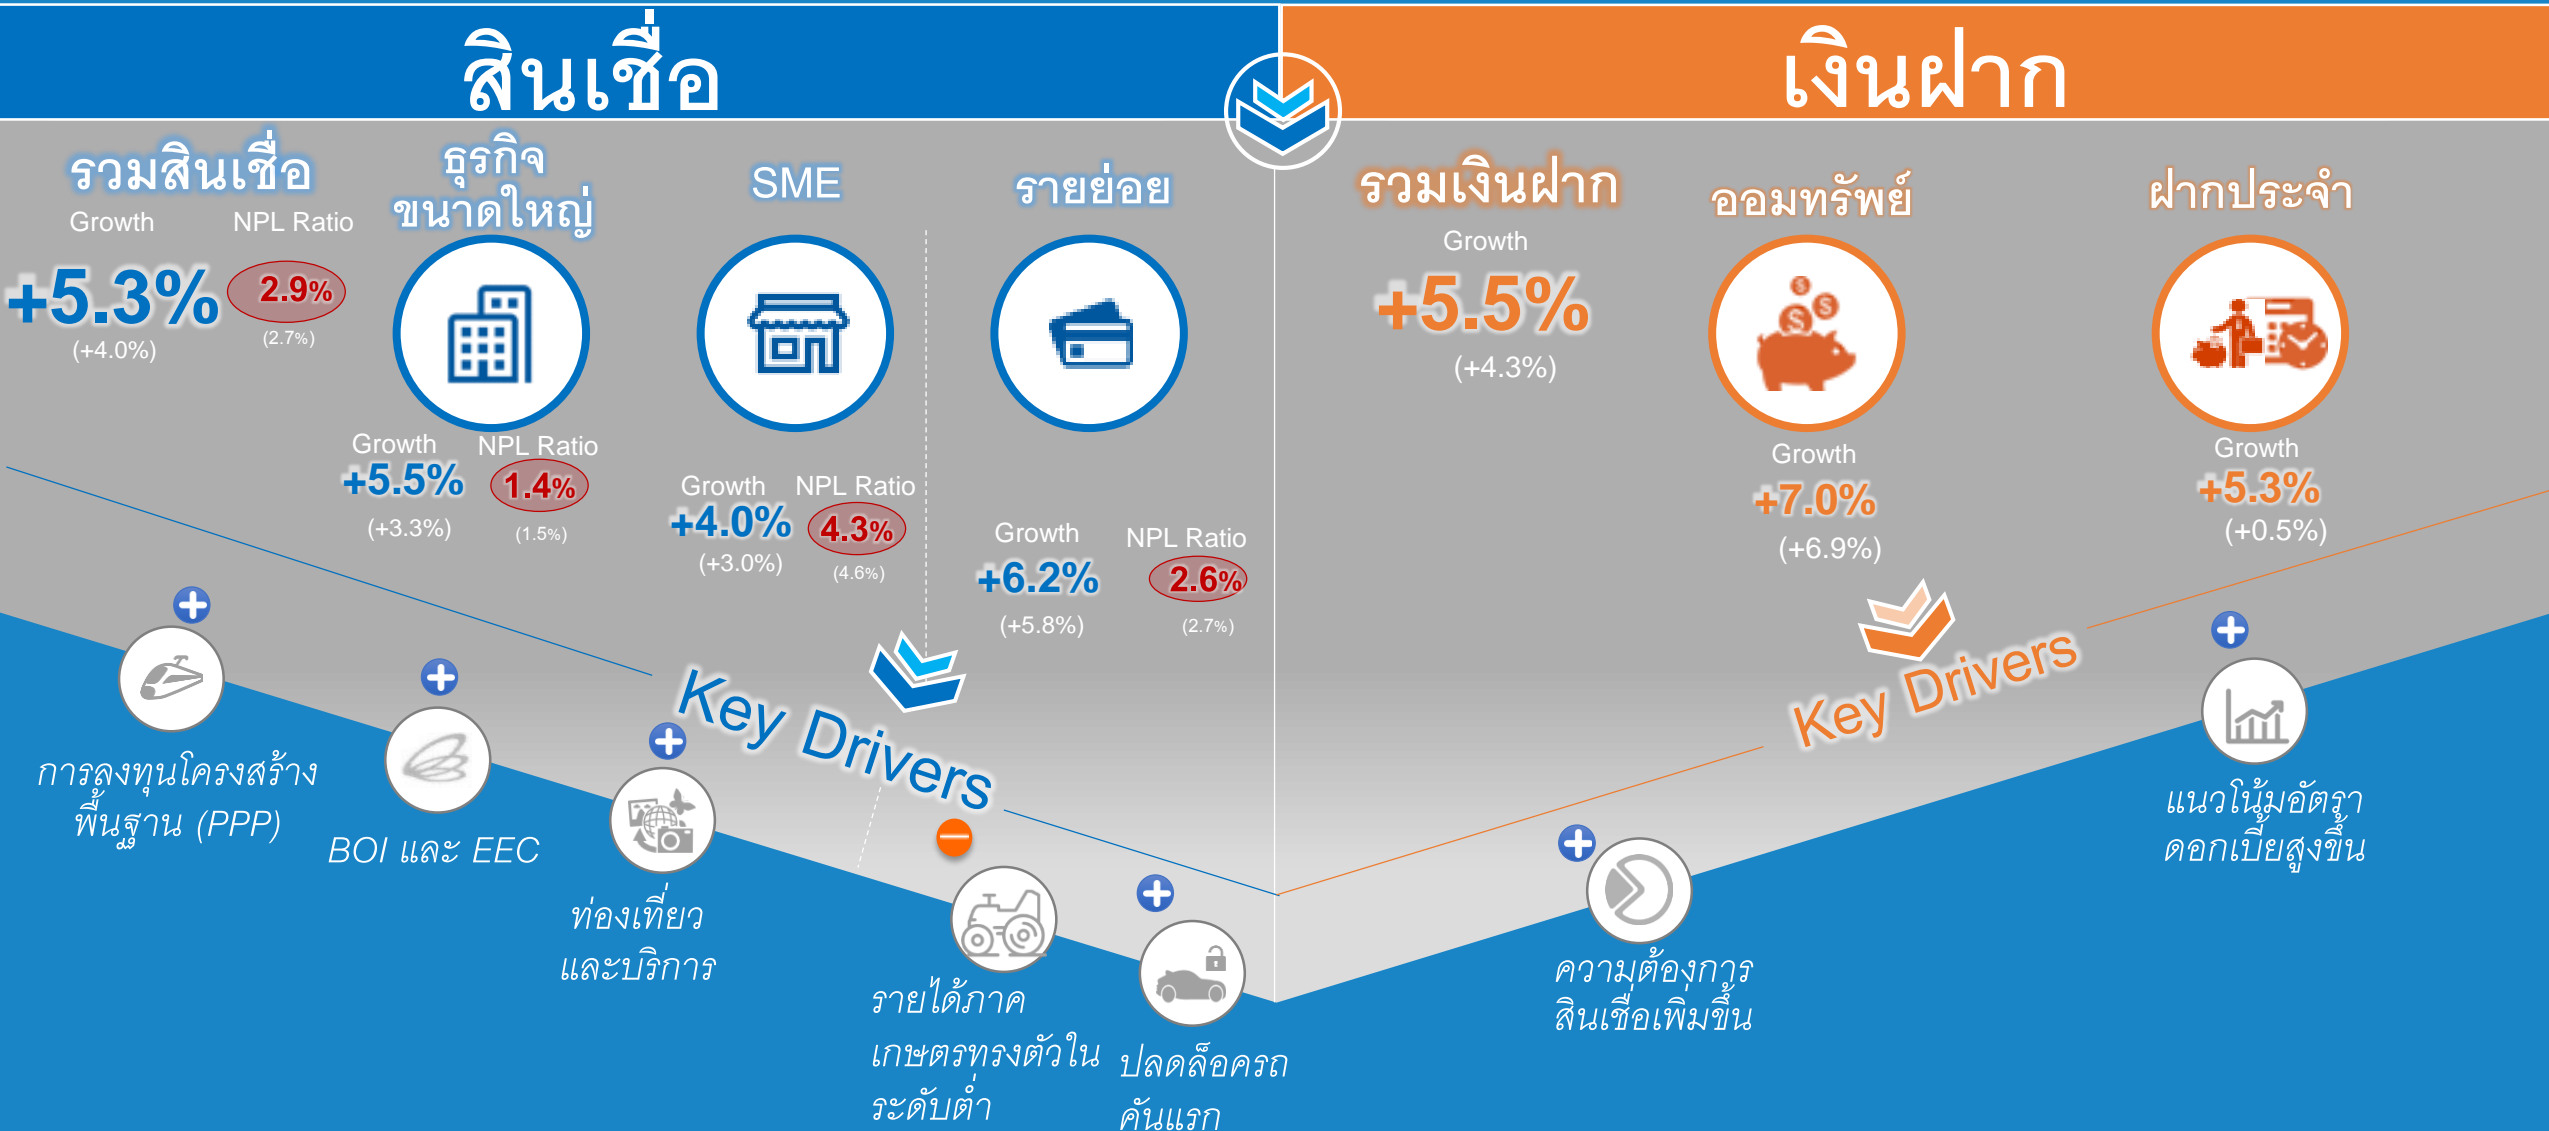 สินเชื่อ
เงินฝาก
รวมสินเชื่อ
Growth
NPL Ratio
+5.3%
2.9%
(+4.0%)
(2.7%)
ธุรกิจ
ขนาดใหญ่
Growth
NPL Ratio
+5.5%
1.4%
(+3.3%)
(1.5%)
SME
Growth
NPL Ratio
+4.0%
4.3%
(+3.0%)
(4.6%)
รายย่อย
Growth
NPL Ratio
+6.2%
2.6%
(+5.8%)
(2.7%)
รวมเงินฝาก
Growth
+5.5%
(+4.3%)
ออมทรัพย์
Growth
+7.0%
(+6.9%)
ฝากประจำ
Growth
+5.3%
(+0.5%)
Key Drivers
การลงทุนโครงสร้าง
พื้นฐาน (PPP)
BOI และ EEC
ท่องเที่ยว
และบริการ
รายได้ภาค
เกษตรทรงตัวใน
ระดับต่ำ
ปลดล็อครถ
คันแรก
Key Drivers
ความต้องการ
สินเชื่อเพิ่มขึ้น
แนวโน้มอัตรา
ดอกเบี้ยสูงขึ้น